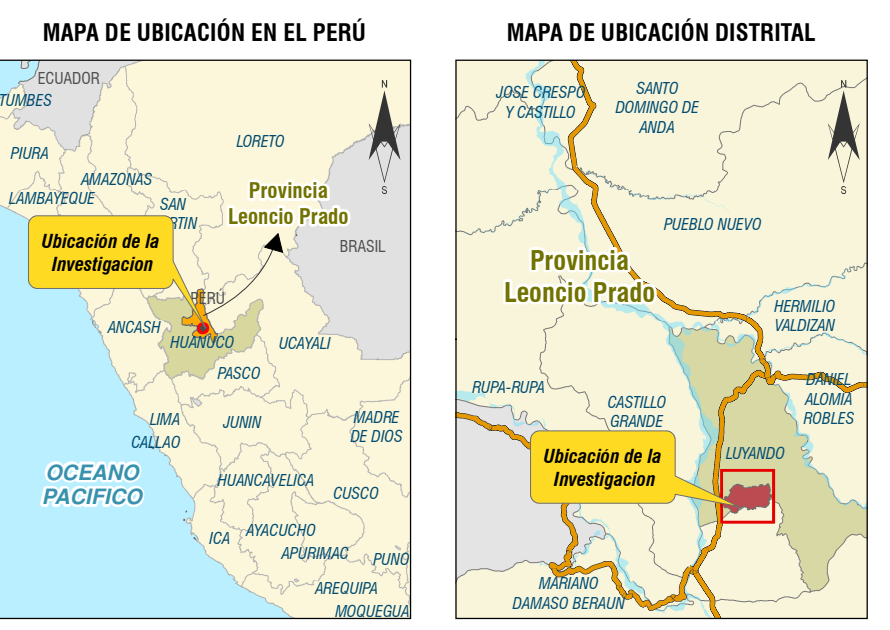 MAPA DE UBICACIÓN EN EL PERÚ
ECUADOR
TUMBES
N
LORETO
PIURA
AMAZONAS
S
LAMBAYEQUE
SAN
RTIN
Provincia
Leoncio Prado
Ubicación de la
Investigacion
BRASIL
PERÚ
ANCASH
HUANUCO
UCAYALI
PASCO
LIMA
CALLAO
JUNIN
MADRE
DE DIOS
OCEANO
PACIFICO
HUANCAVELICA
CUSCO
ICA
AYACUCHO
APURIMAC
PUNO
AREQUIPA
MOQUEGUA
MAPA DE UBICACIÓN DISTRITAL
JOSE CRESPO
Y CASTILLO
SANTO
DOMINGO DE
ANDA
N
S
PUEBLO NUEVO
Provincia
Leoncio Prado
HERMILIO
VALDIZAN
RUPA-RUPA
CASTILLO
GRANDE
DANIEL
ALOMIA
ROBLES
Ubicación de la
Investigacion
LUYANDO
MARIANO
DAMASO BERAUN